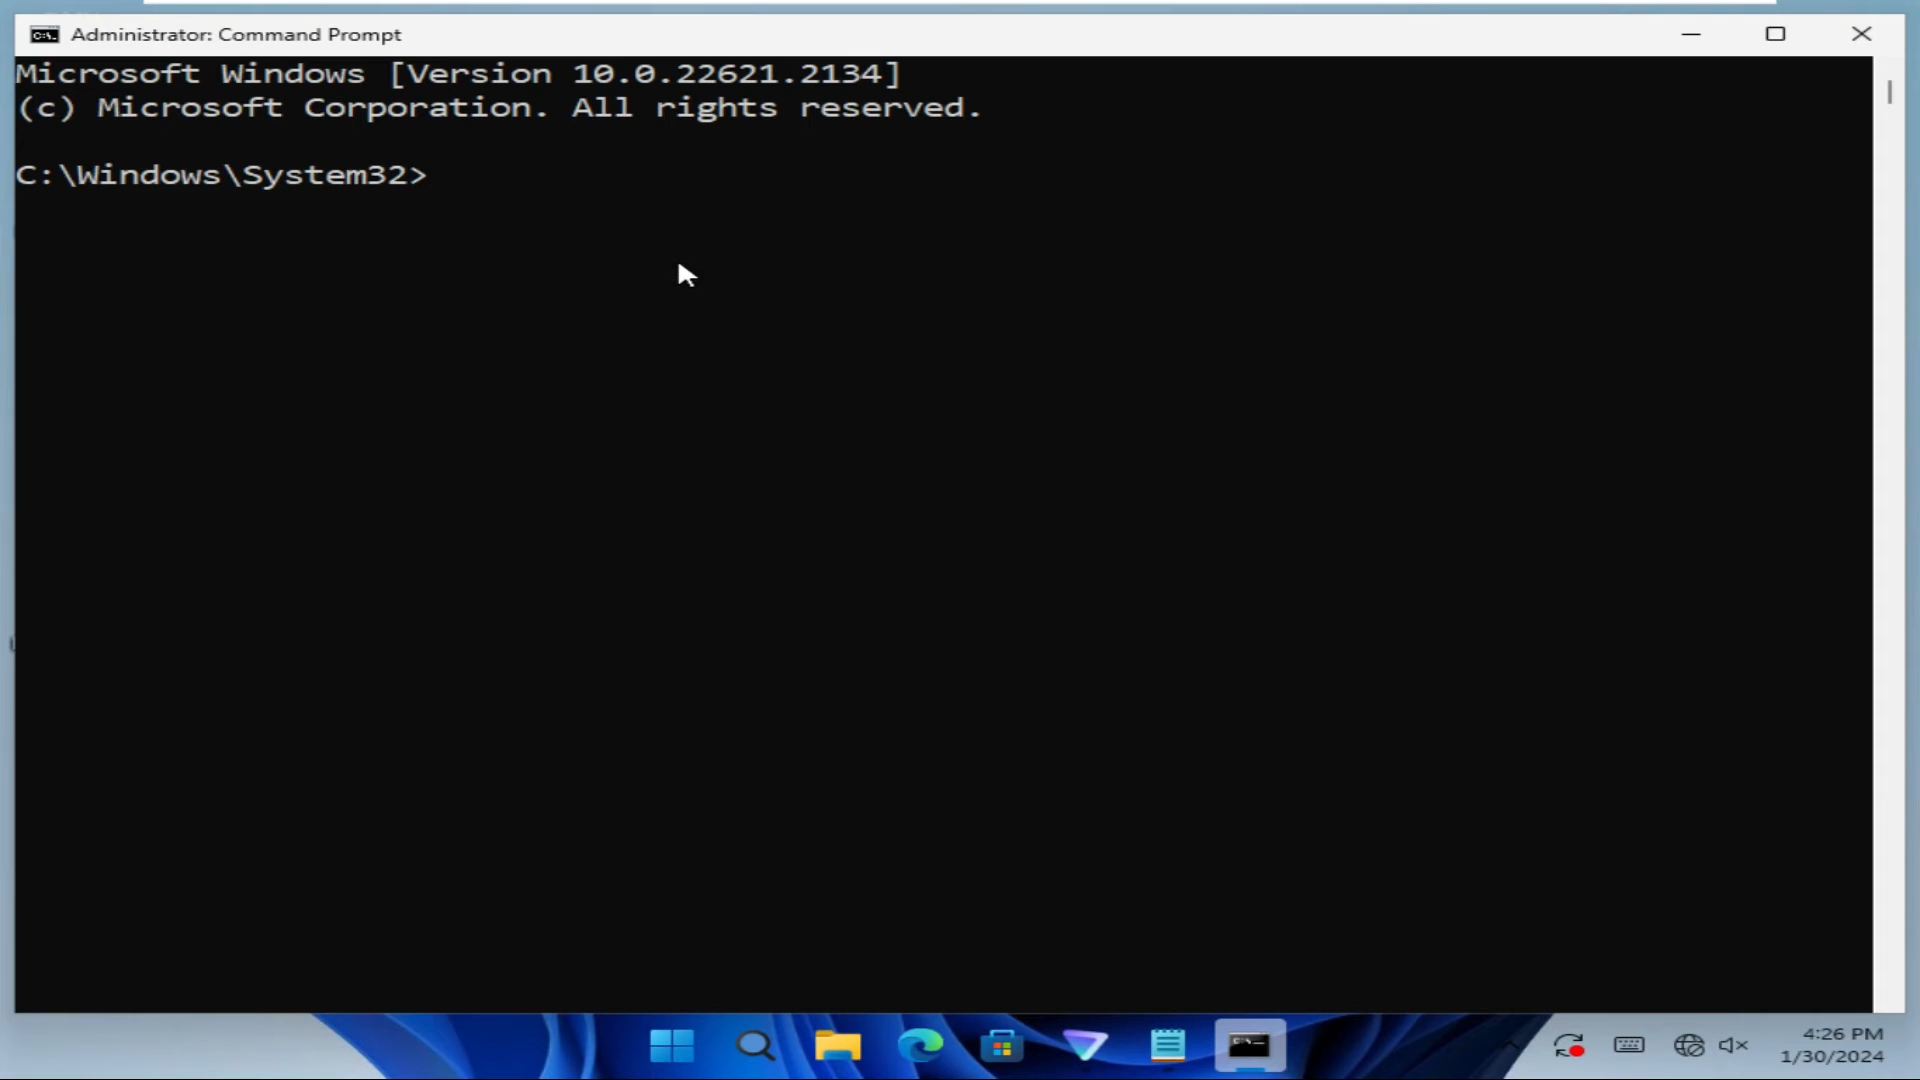 Administrator: Command Prompt
Microsoft Windows [Version 10.0.22621.2134]
(c) Microsoft Corporation. All rights reserved.
C:\Windows\System32>
4:26 PM
1/30/2024